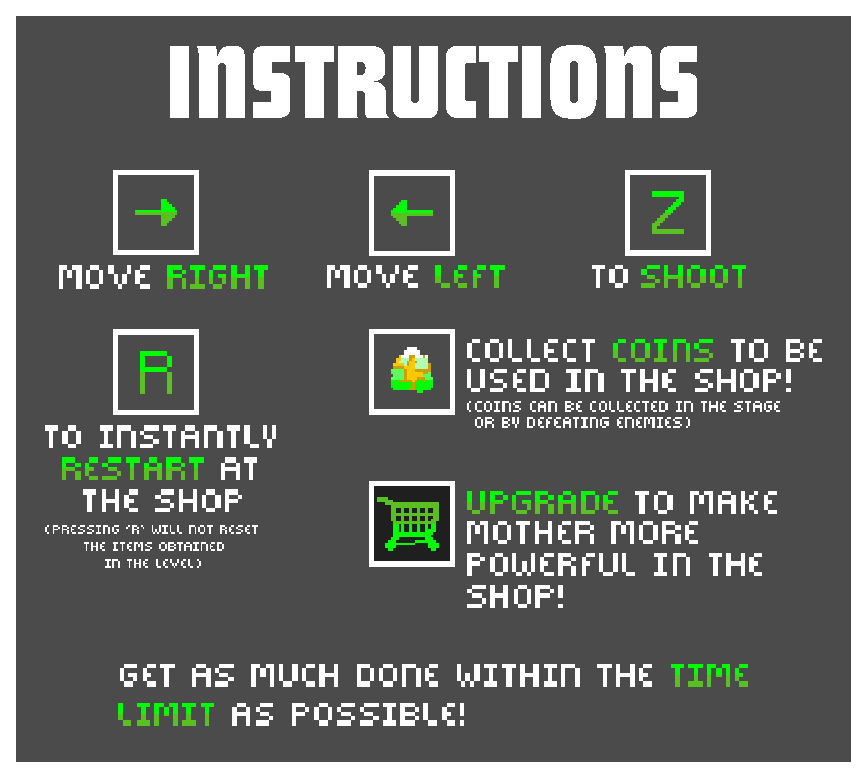 INSTRUCTIONS
→ ← Z
MOVE RIGHT MOVE LEFT TO SHOOT
R
TO INSTANTLY
RESTART AT
THE SHOP
(PRESSING 'R' WILL NOT RESET
THE ITEMS OBTAINED
IN THE LEVEL)
COLLECT COINS TO BE
USED IN THE SHOP!
(COINS CAN BE COLLECTED IN THE STAGE
OR BY DEFEATING ENEMIES)
UPGRADE TO MAKE
MOTHER MORE
POWERFUL IN THE
SHOP!
GET AS MUCH DONE WITHIN THE TIME
LIMIT AS POSSIBLE!